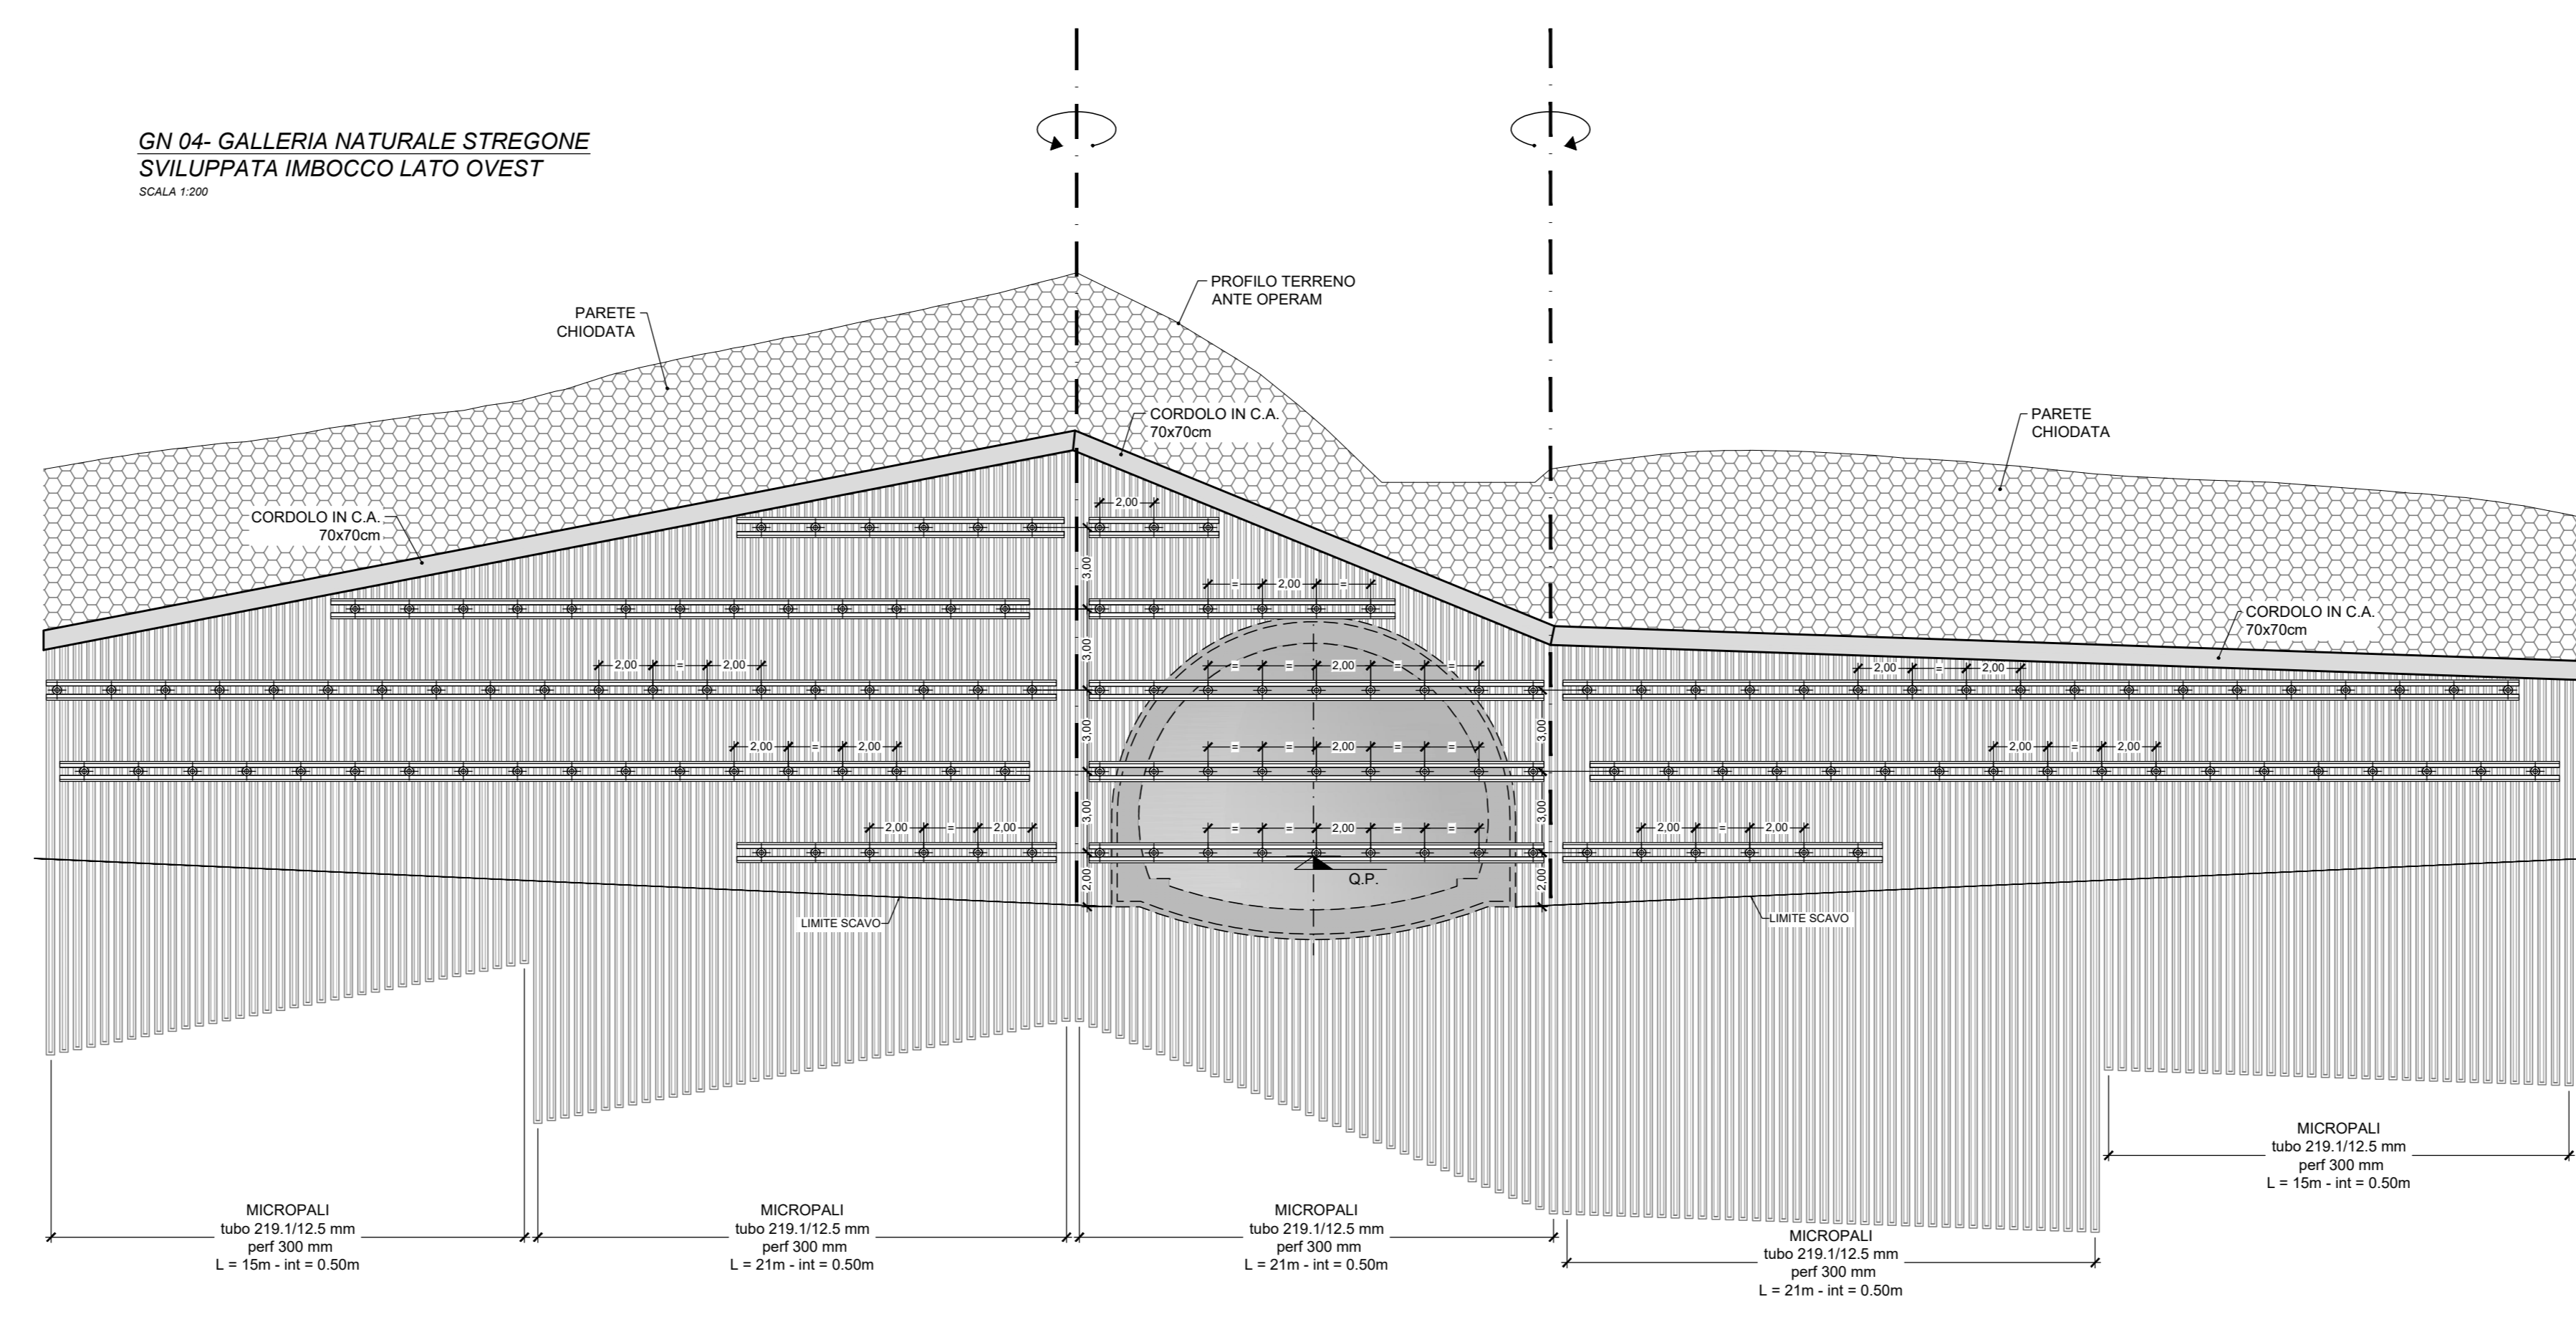 GN 04- GALLERIA NATURALE STREGONE
SVILUPPATA IMBOCCO LATO OVEST
SCALA 1:200
PROFILO TERRENO
ANTE OPERAM
PARETE
CHIODATA
CORDOLO IN C.A.
70x70cm
PARETE
CHIODATA
CORDOLO IN C.A.
70x70cm
CORDOLO IN C.A.
70x70cm
2,00
3,00
= 2,00 =
3,00
2,00 = 2,00
= = 2,00 = =
2,00 = 2,00
3,00
3,00
2,00 = 2,00
= = 2,00 = =
2,00 = 2,00
3,00
3,00
2,00 = 2,00
= = 2,00 = =
2,00 = 2,00
2,00
2,00
Q.P.
LIMITE SCAVO
LIMITE SCAVO
MICROPALI
tubo 219.1/12.5 mm
perf 300 mm
L = 15m - int = 0.50m
MICROPALI
tubo 219.1/12.5 mm
perf 300 mm
L = 21m - int = 0.50m
MICROPALI
tubo 219.1/12.5 mm
perf 300 mm
L = 21m - int = 0.50m
MICROPALI
tubo 219.1/12.5 mm
perf 300 mm
L = 21m - int = 0.50m
MICROPALI
tubo 219.1/12.5 mm
perf 300 mm
L = 15m - int = 0.50m